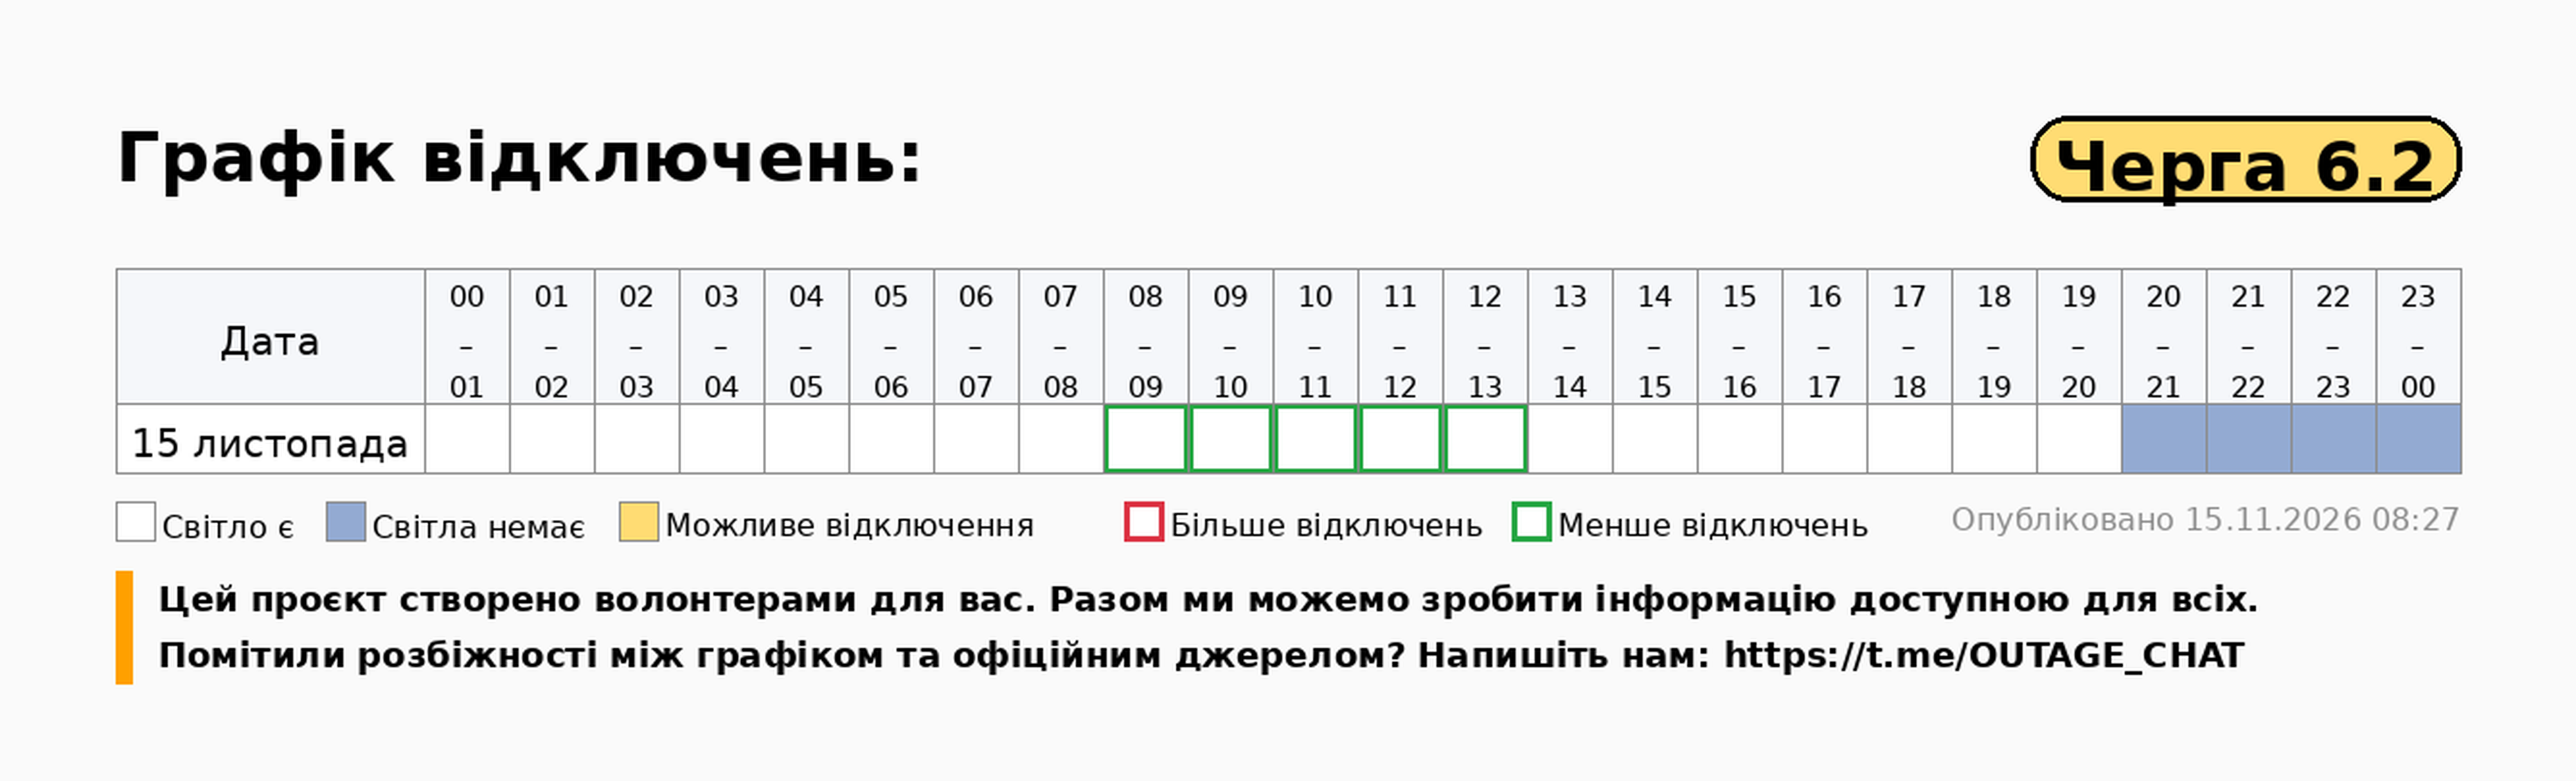 Графік відключень:
Черга 6.2
Дата
00 – 01
01 – 02
02 – 03
03 – 04
04 – 05
05 – 06
06 – 07
07 – 08
08 – 09
09 – 10
10 – 11
11 – 12
12 – 13
13 – 14
14 – 15
15 – 16
16 – 17
17 – 18
18 – 19
19 – 20
20 – 21
21 – 22
22 – 23
23 – 00
15 листопада
Світло є
Світла немає
Можливе відключення
Більше відключень
Менше відключень
Опубліковано 15.11.2026 08:27
Цей проєкт створено волонтерами для вас. Разом ми можемо зробити інформацію доступною для всіх.
Помітили розбіжності між графіком та офіційним джерелом? Напишіть нам: https://t.me/OUTAGE_CHAT